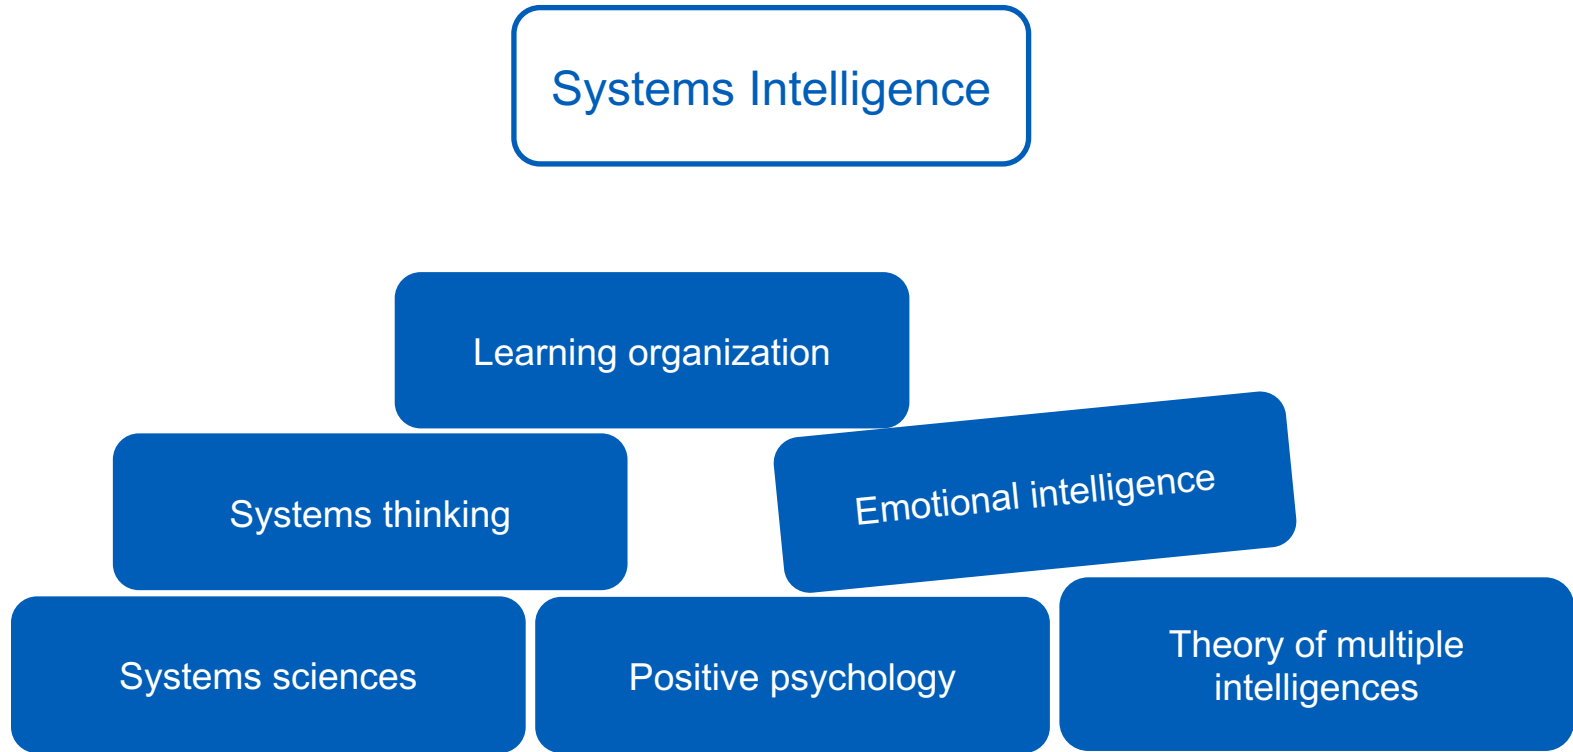 Systems Intelligence
Learning organization
Systems thinking
Emotional intelligence
Systems sciences
Positive psychology
Theory of multiple
intelligences